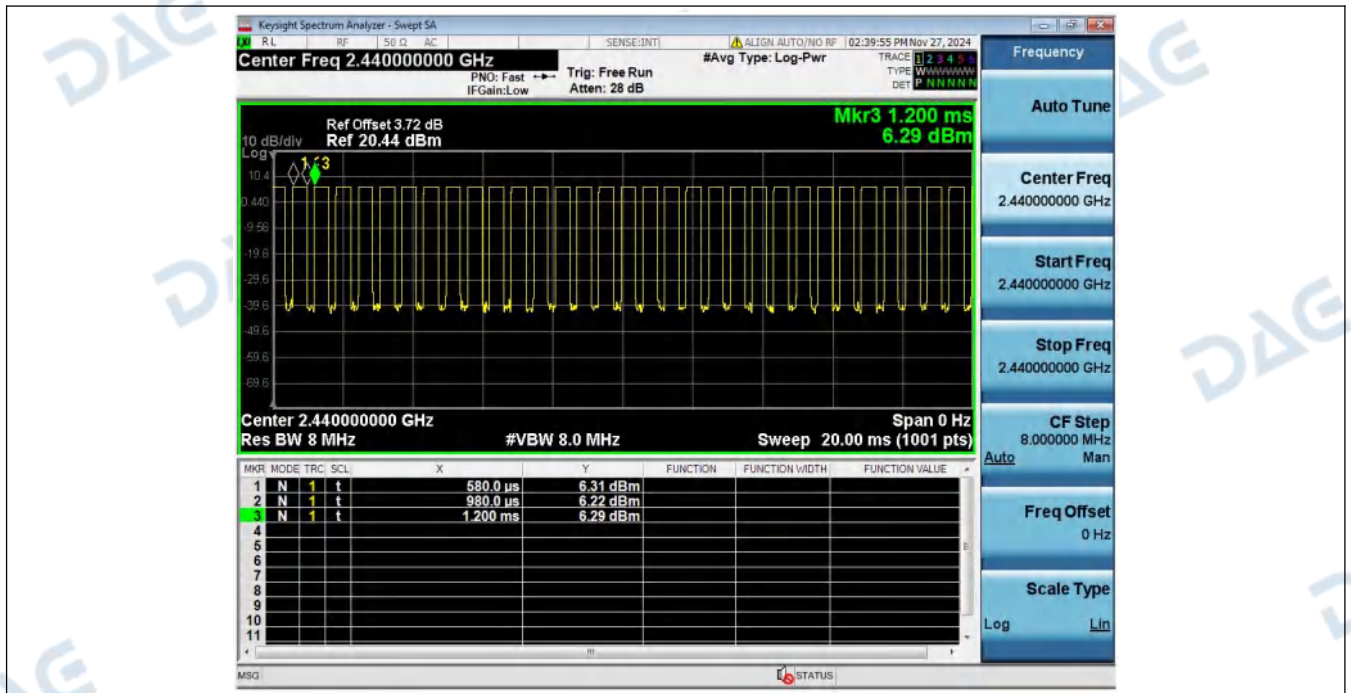 Keysight Spectrum Analyzer - Swept SA
LXI RL RF 50 Ω AC SENSE:INT ALIGN AUTO/NO RF 02:39:55 PM Nov 27, 2024
Center Freq 2.440000000 GHz
PNO: Fast
IFGain:Low
Trig: Free Run
Atten: 28 dB
#Avg Type: Log-Pwr
TRACE 1 2 3 4 5 6
TYPE WWWWWW
DET P N N N N N
Ref Offset 3.72 dB
10 dB/div Ref 20.44 dBm
Log
Mkr3 1.200 ms
6.29 dBm
3
10.4
0.440
-9.56
-19.6
-29.6
-39.6
-49.6
-59.6
-69.6
Center 2.440000000 GHz Span 0 Hz
Res BW 8 MHz #VBW 8.0 MHz Sweep 20.00 ms (1001 pts)
MKR MODE TRC SCL X Y FUNCTION FUNCTION WIDTH FUNCTION VALUE
1 N 1 t 580.0 µs 6.31 dBm
2 N 1 t 980.0 µs 6.22 dBm
3 N 1 t 1.200 ms 6.29 dBm
4
5
6
7
8
9
10
11
MSG STATUS
Frequency
Auto Tune
Center Freq
2.440000000 GHz
Start Freq
2.440000000 GHz
Stop Freq
2.440000000 GHz
CF Step
8.000000 MHz
Auto Man
Freq Offset
0 Hz
Scale Type
Log Lin
DAG
DAG
DAG
DAG